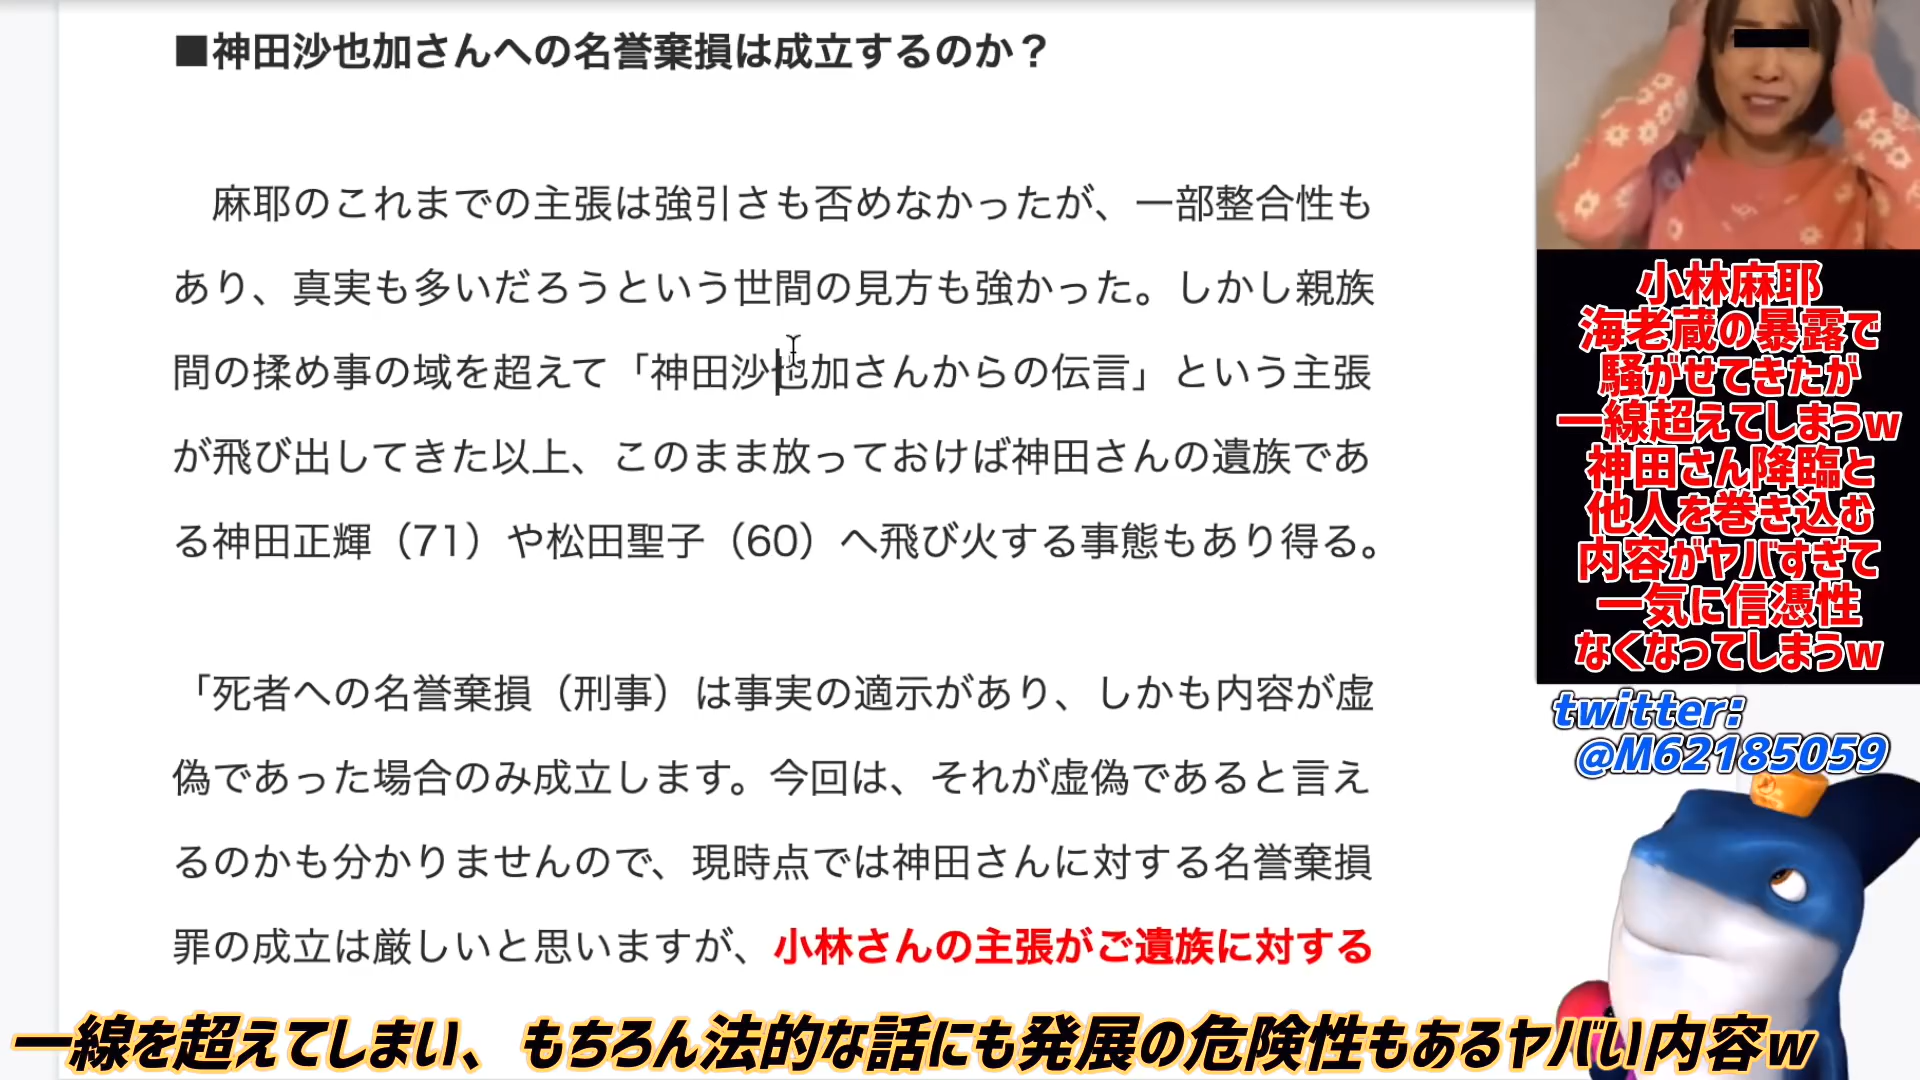 ■神田沙也加さんへの名誉棄損は成立するのか？
麻耶のこれまでの主張は強引さも否めなかったが、一部整合性も
あり、真実も多いだろうという世間の見方も強かった。しかし親族
間の揉め事の域を超えて「神田沙也加さんからの伝言」という主張
が飛び出してきた以上、このまま放っておけば神田さんの遺族であ
る神田正輝（71）や松田聖子（60）へ飛び火する事態もあり得る。
「死者への名誉棄損（刑事）は事実の適示があり、しかも内容が虚
偽であった場合のみ成立します。今回は、それが虚偽であると言え
るのかも分かりませんので、現時点では神田さんに対する名誉棄損
罪の成立は厳しいと思いますが、小林さんの主張がご遺族に対する
小林麻耶
海老蔵の暴露で
騒がせてきたが
一線超えてしまうw
神田さん降臨と
他人を巻き込む
内容がヤバすぎて
一気に信憑性
なくなってしまうw
twitter:
@M62185059
一線を超えてしまい、もちろん法的な話にも発展の危険性もあるヤバい内容w